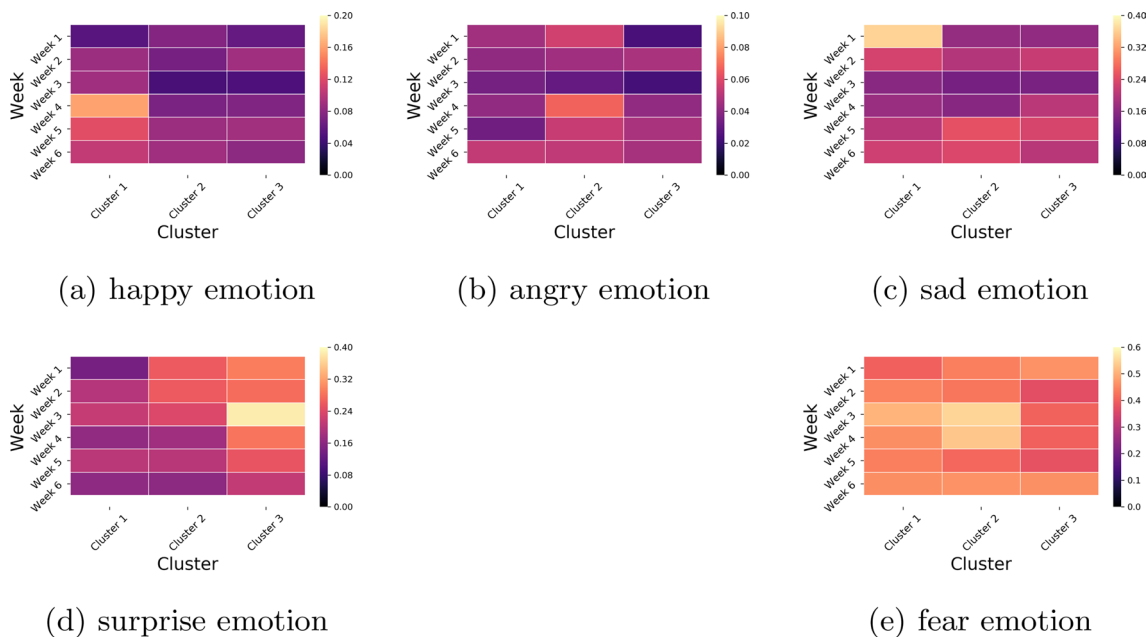 0.20
0.16
0.12
0.08
0.04
0.00
Week 1
Week 2
Week 3
Week 4
Week 5
Week 6
Week
Cluster 1
Cluster 2
Cluster 3
Cluster
(a) happy emotion
0.10
0.08
0.06
0.04
0.02
0.00
Week 1
Week 2
Week 3
Week 4
Week 5
Week 6
Week
Cluster 1
Cluster 2
Cluster 3
Cluster
(b) angry emotion
0.40
0.32
0.24
0.16
0.08
0.00
Week 1
Week 2
Week 3
Week 4
Week 5
Week 6
Week
Cluster 1
Cluster 2
Cluster 3
Cluster
(c) sad emotion
0.40
0.32
0.24
0.16
0.08
0.00
Week 1
Week 2
Week 3
Week 4
Week 5
Week 6
Week
Cluster 1
Cluster 2
Cluster 3
Cluster
(d) surprise emotion
0.6
0.5
0.4
0.3
0.2
0.1
0.0
Week 1
Week 2
Week 3
Week 4
Week 5
Week 6
Week
Cluster 1
Cluster 2
Cluster 3
Cluster
(e) fear emotion